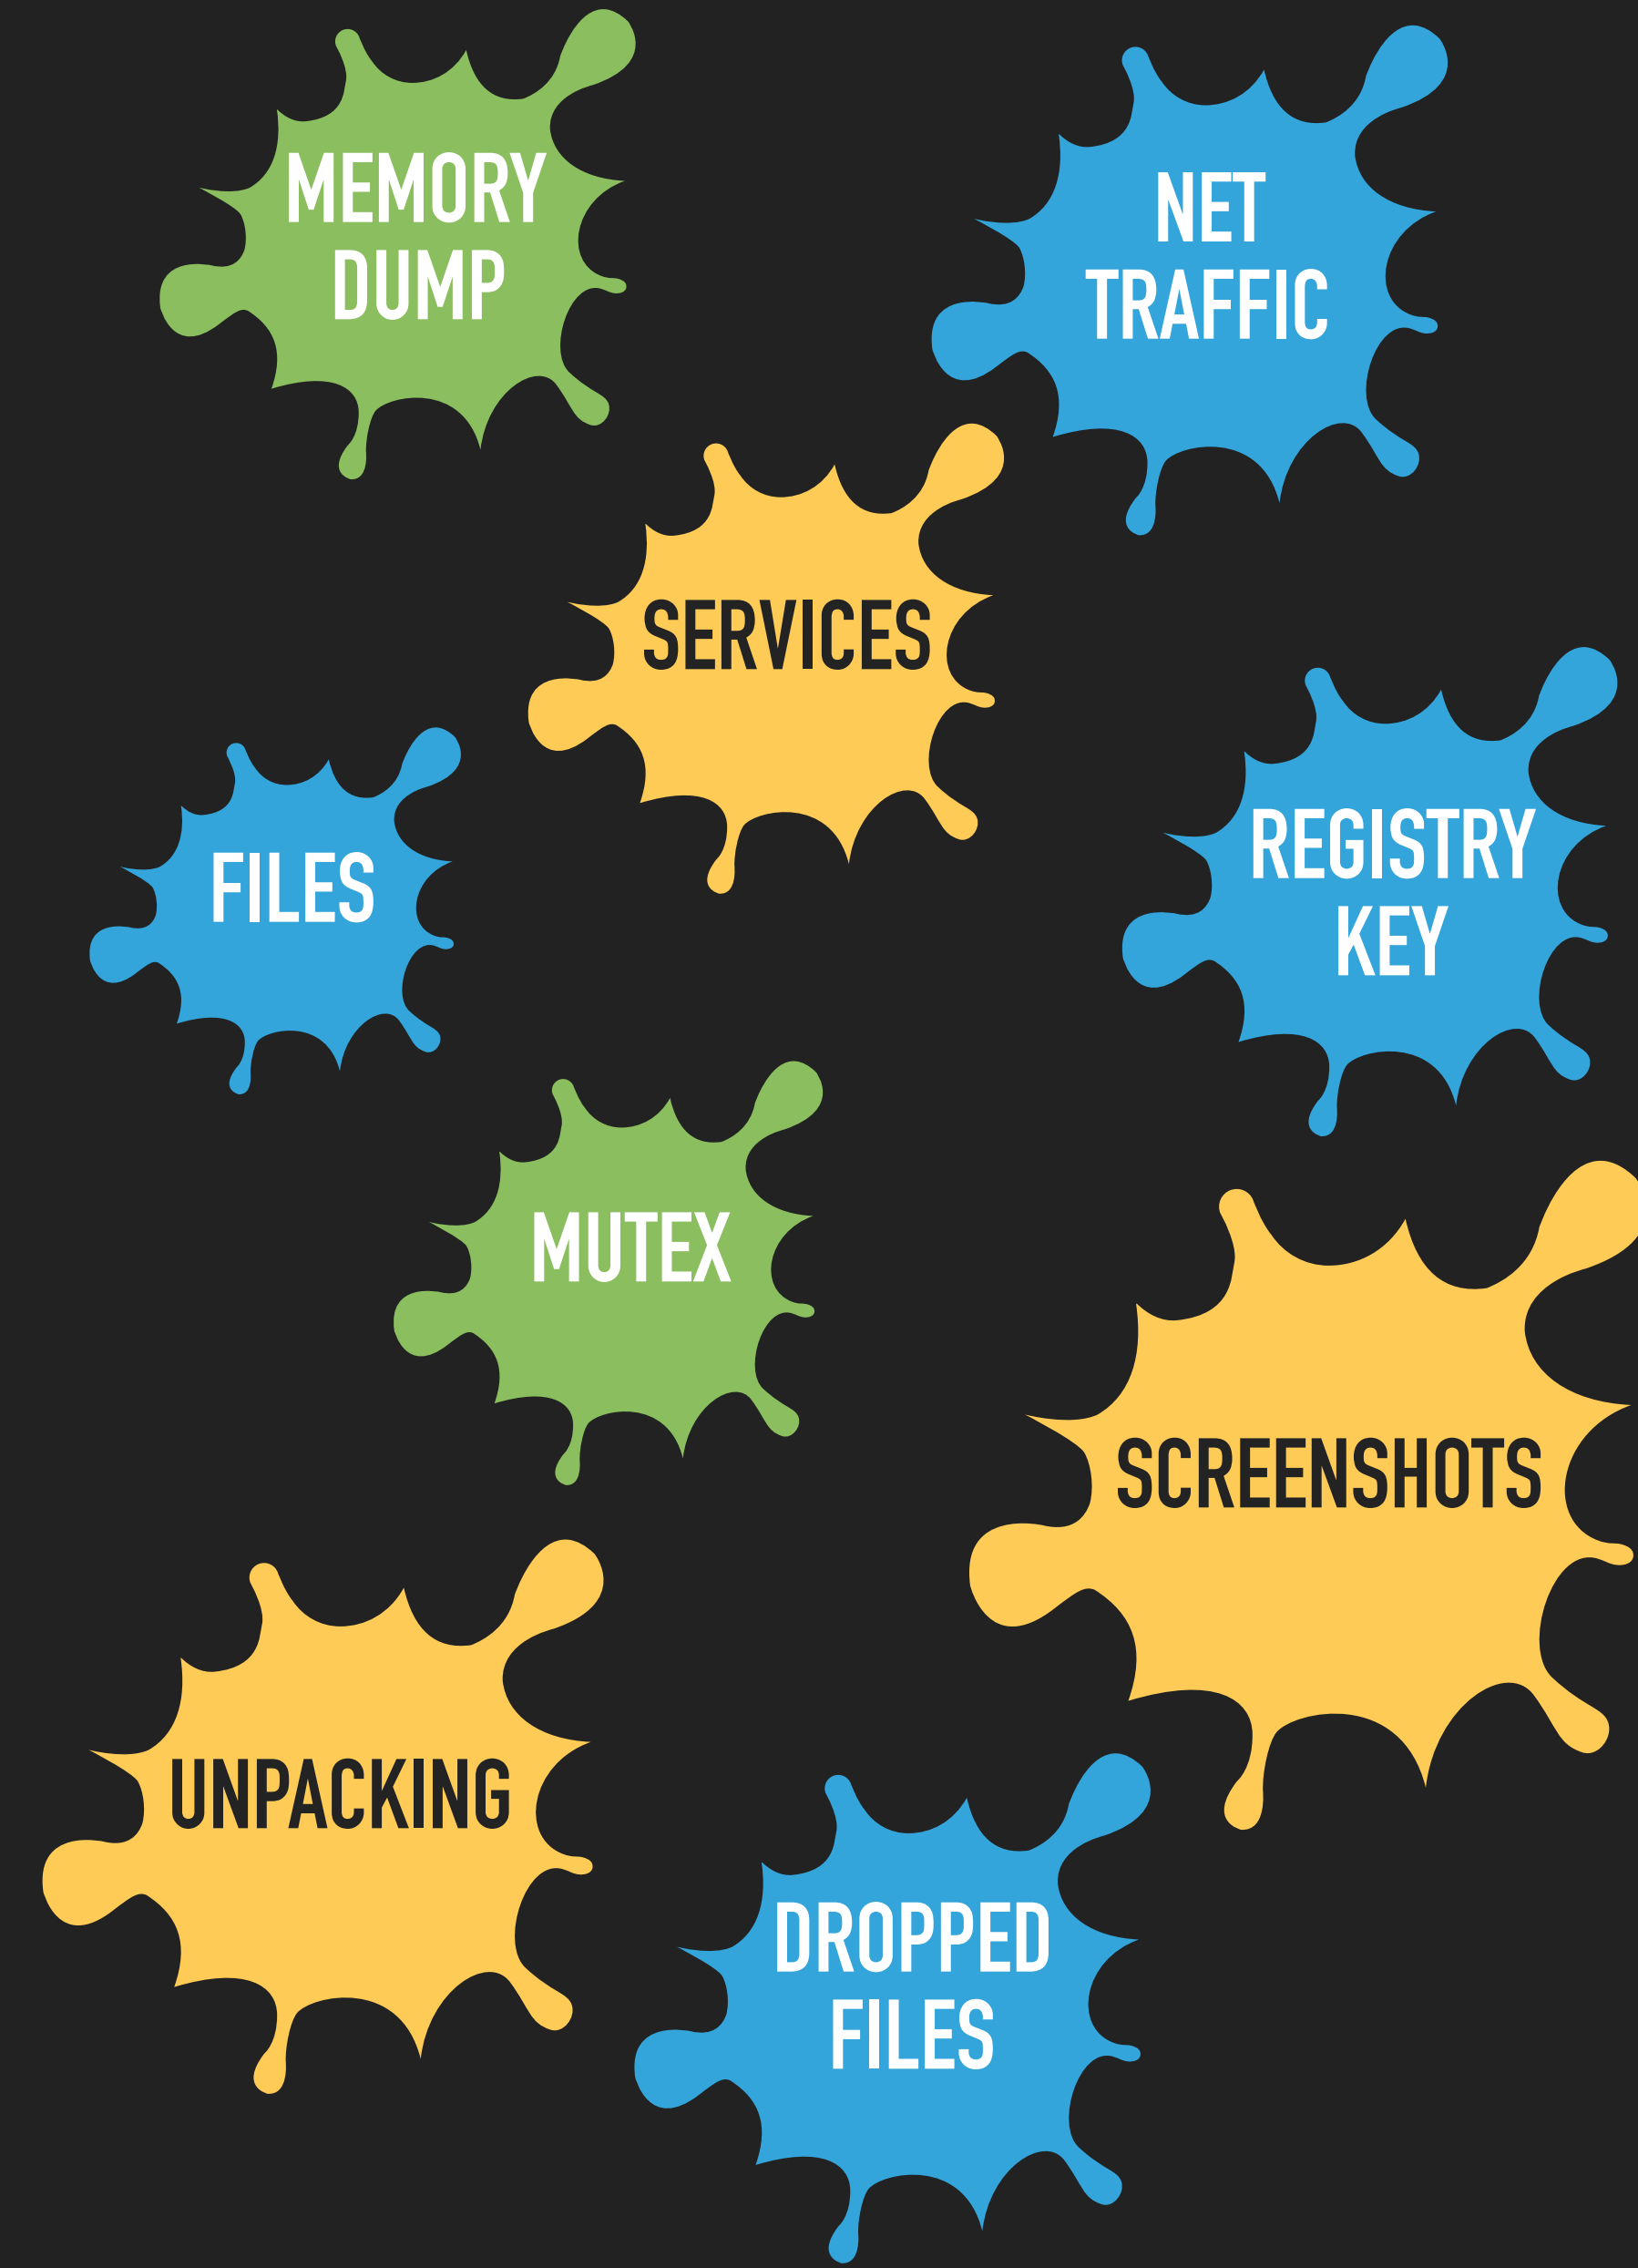 MEMORY
DUMP
NET
TRAFFIC
SERVICES
FILES
REGISTRY
KEY
MUTEX
SCREENSHOTS
UNPACKING
DROPPED
FILES